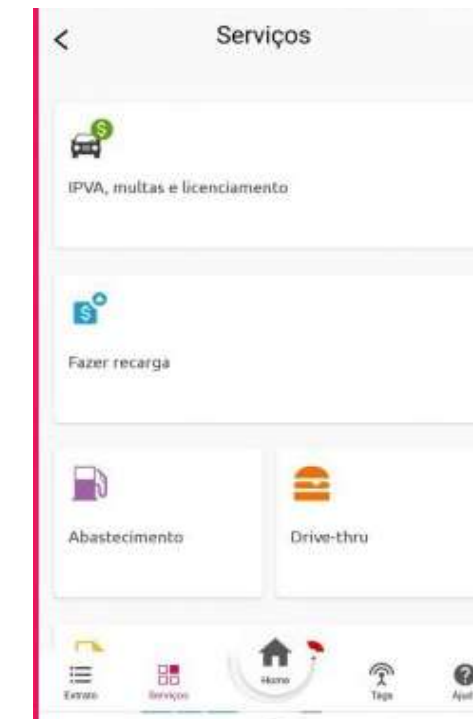 Serviços
IPVA, multas e licenciamento
Fazer recarga
Abastecimento
Drive-thru
Extrato
Serviços
Home
Tags